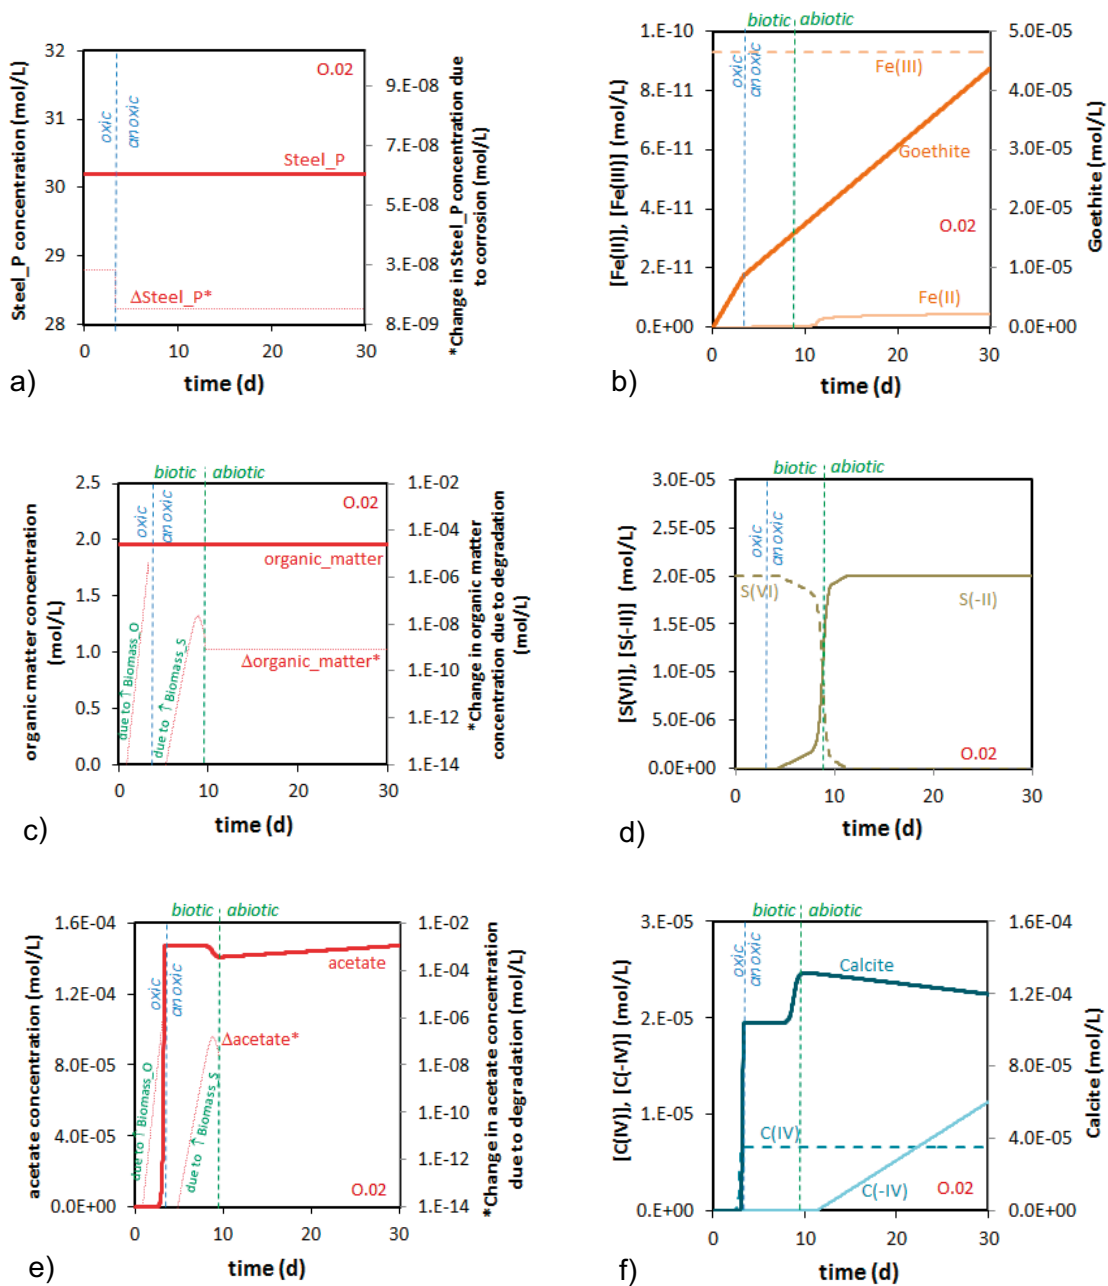 32
31
30
29
28
Steel_P concentration (mol/L)
O.02
oxic
anoxic
Steel_P
ΔSteel_P*
9.E-08
7.E-08
6.E-08
3.E-08
8.E-09
*Change in Steel_P concentration due
to corrosion (mol/L)
0
10
20
30
time (d)
a)
biotic
abiotic
1.E-10
8.E-11
6.E-11
4.E-11
2.E-11
0.E+00
[Fe(II)], [Fe(III)] (mol/L)
oxic
anoxic
Fe(III)
Goethite
O.02
Fe(II)
5.0E-05
4.0E-05
3.0E-05
2.0E-05
1.0E-05
0.0E+00
Goethite (mol/L)
0
10
20
30
time (d)
b)
biotic
abiotic
2.5
2.0
1.5
1.0
0.5
0.0
organic matter concentration
(mol/L)
oxic
anoxic
O.02
organic_matter
due to ↑ Biomass_O
due to ↑ Biomass_S
Δorganic_matter*
1.E-02
1.E-04
1.E-06
1.E-08
1.E-10
1.E-12
1.E-14
*Change in organic matter
concentration due to degradation
(mol/L)
0
10
20
30
time (d)
c)
biotic
abiotic
3.0E-05
2.5E-05
2.0E-05
1.5E-05
1.0E-05
5.0E-06
0.0E+00
[S(VI)], [S(-II)] (mol/L)
oxic
anoxic
S(VI)
S(-II)
O.02
0
10
20
30
time (d)
d)
biotic
abiotic
1.6E-04
1.2E-04
8.0E-05
4.0E-05
0.0E+00
acetate concentration (mol/L)
oxic
anoxic
acetate
due to ↑ Biomass_O
due to ↑ Biomass_S
Δacetate*
O.02
1.E-02
1.E-04
1.E-06
1.E-08
1.E-10
1.E-12
1.E-14
*Change in acetate concentration
due to degradation (mol/L)
0
10
20
30
time (d)
e)
biotic
abiotic
3.E-05
2.E-05
1.E-05
0.E+00
[C(IV)], [C(-IV)] (mol/L)
oxic
anoxic
Calcite
C(IV)
C(-IV)
O.02
1.6E-04
1.2E-04
8.0E-05
4.0E-05
0.0E+00
Calcite (mol/L)
0
10
20
30
time (d)
f)